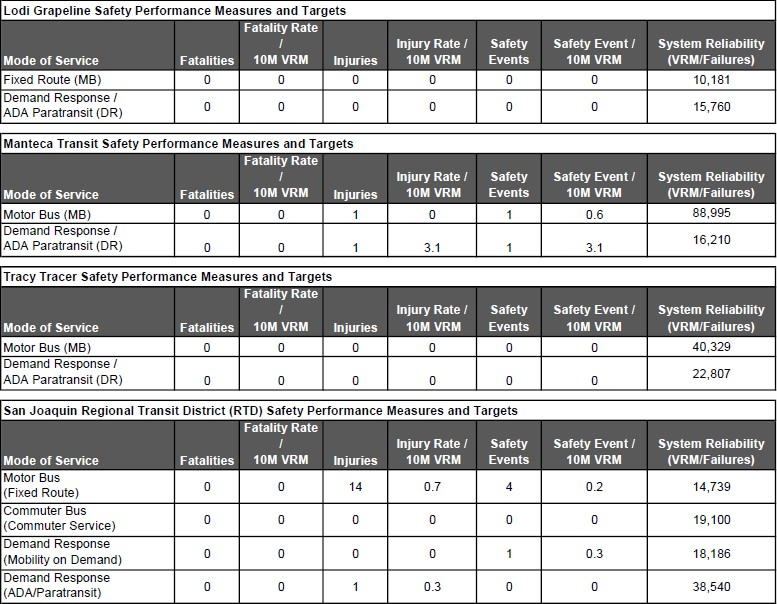 Lodi Grapeline Safety Performance Measures and Targets
Mode of Service Fatalities Fatality Rate / 10M VRM Injuries Injury Rate / 10M VRM Safety Events Safety Event / 10M VRM System Reliability (VRM/Failures)
Fixed Route (MB) 0 0 0 0 0 0 10,181
Demand Response / ADA Paratransit (DR) 0 0 0 0 0 0 15,760
Manteca Transit Safety Performance Measures and Targets
Mode of Service Fatalities Fatality Rate / 10M VRM Injuries Injury Rate / 10M VRM Safety Events Safety Event / 10M VRM System Reliability (VRM/Failures)
Motor Bus (MB) 0 0 1 0 1 0.6 88,995
Demand Response / ADA Paratransit (DR) 0 0 1 3.1 1 3.1 16,210
Tracy Tracer Safety Performance Measures and Targets
Mode of Service Fatalities Fatality Rate / 10M VRM Injuries Injury Rate / 10M VRM Safety Events Safety Event / 10M VRM System Reliability (VRM/Failures)
Motor Bus (MB) 0 0 0 0 0 0 40,329
Demand Response / ADA Paratransit (DR) 0 0 0 0 0 0 22,807
San Joaquin Regional Transit District (RTD) Safety Performance Measures and Targets
Mode of Service Fatalities Fatality Rate / 10M VRM Injuries Injury Rate / 10M VRM Safety Events Safety Event / 10M VRM System Reliability (VRM/Failures)
Motor Bus (Fixed Route) 0 0 14 0.7 4 0.2 14,739
Commuter Bus (Commuter Service) 0 0 0 0 0 0 19,100
Demand Response (Mobility on Demand) 0 0 0 0 1 0.3 18,186
Demand Response (ADA/Paratransit) 0 0 1 0.3 0 0 38,540